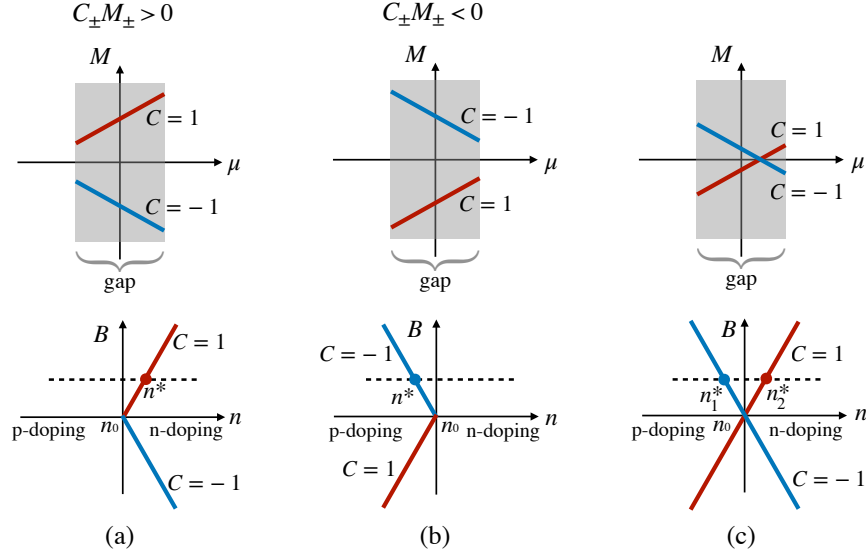 C±M± > 0
C±M± < 0
M
C = 1
C = − 1
μ
gap
M
C = − 1
C = 1
μ
gap
M
C = 1
C = − 1
μ
gap
B
C = 1
n*
n
p-doping
n₀
n-doping
C = − 1
(a)
B
C = − 1
n*
n
p-doping
n₀
n-doping
C = 1
(b)
B
C = 1
n₁*
n₂*
n
p-doping
n₀
n-doping
C = − 1
(c)